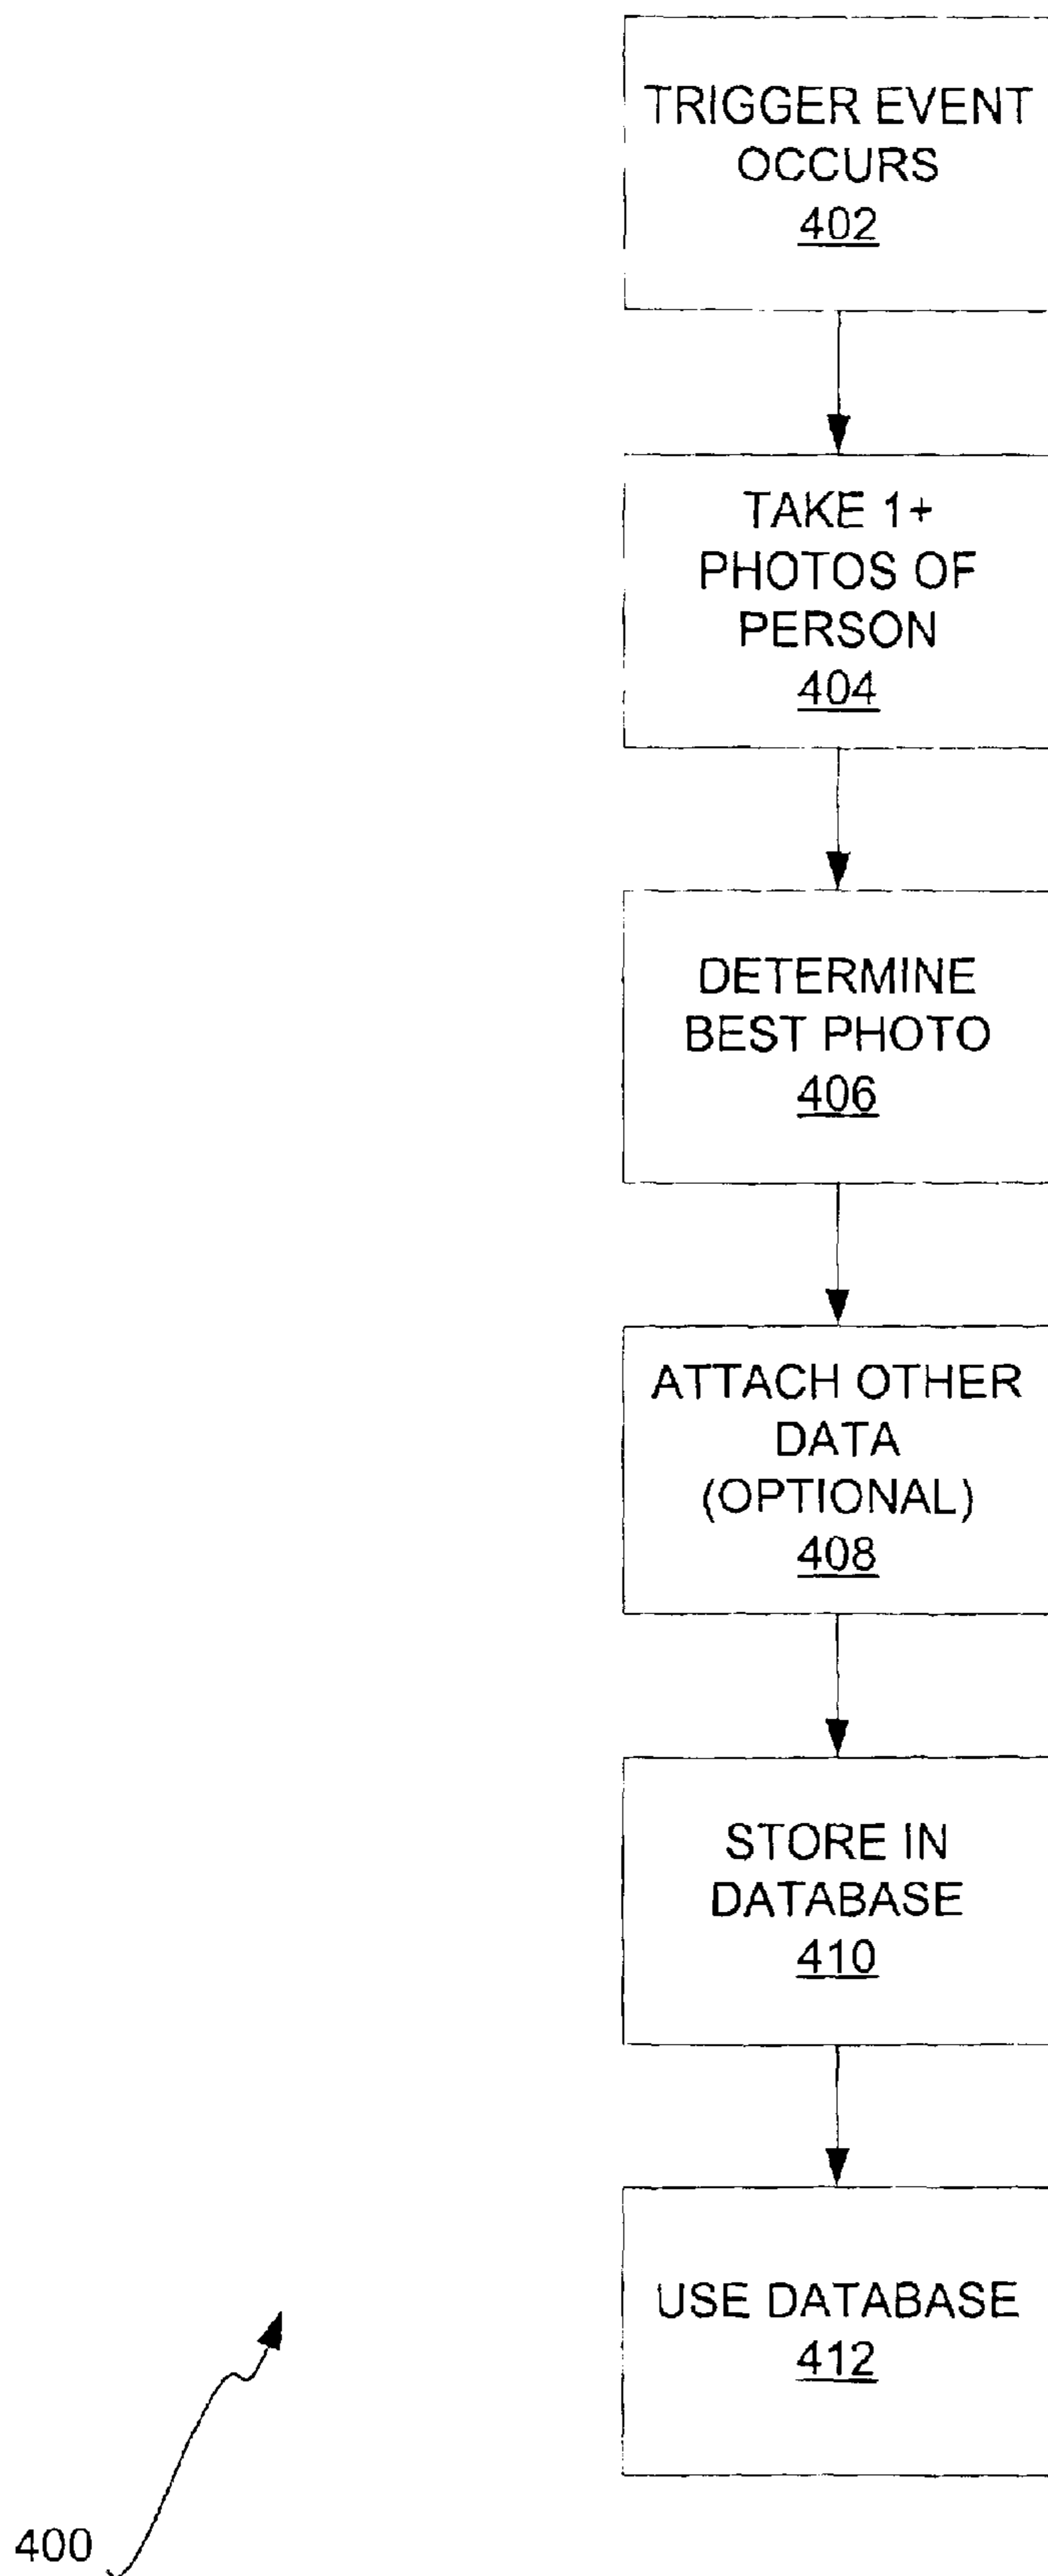 TRIGGER EVENT
OCCURS
402
TAKE 1+
PHOTOS OF
PERSON
404
DETERMINE
BEST PHOTO
406
ATTACH OTHER
DATA
(OPTIONAL)
408
STORE IN
DATABASE
410
USE DATABASE
412
400